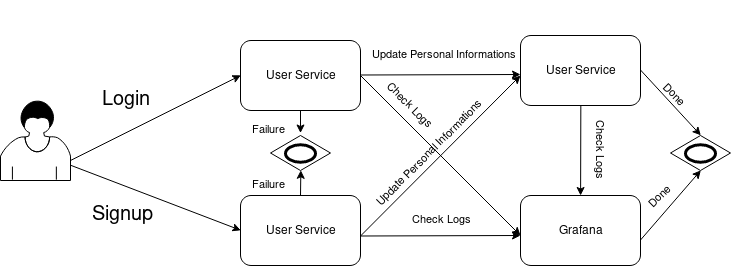 Update Personal Informations
User Service
User Service
Login
Check Logs
Done
Failure
Update Personal Informations
Check Logs
Failure
Done
Signup
Check Logs
User Service
Grafana